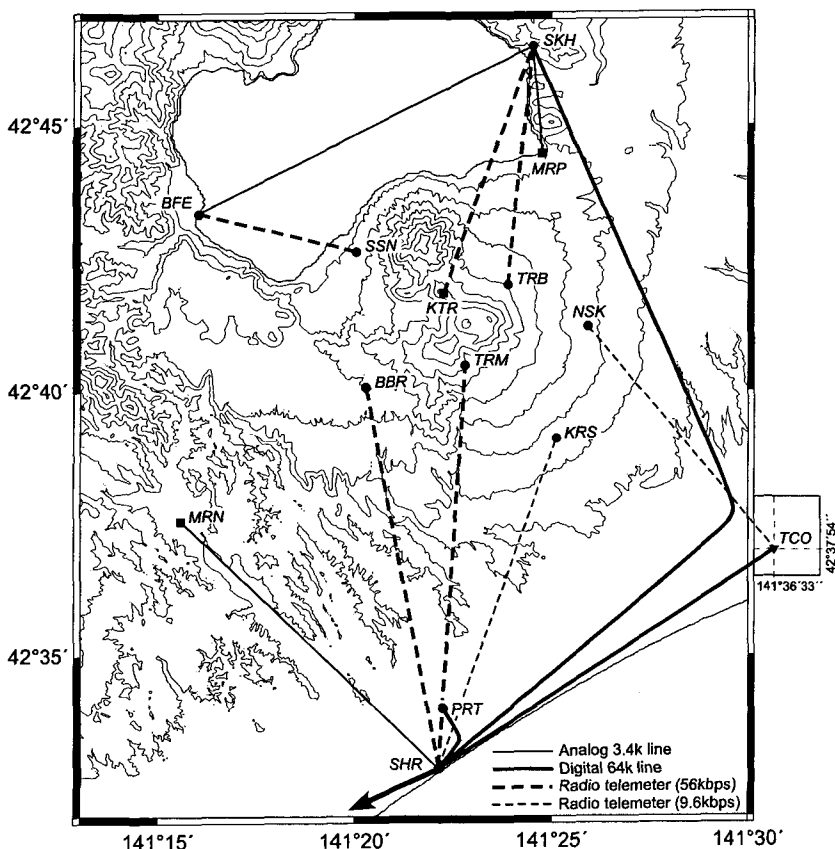 SKH
42°45´
MRP
BFE
SSN
TRB
KTR
NSK
TRM
42°40´
BBR
KRS
MRN
TCO
42°37´54´´
141°36´33´´
42°35´
PRT
SHR
Analog 3.4k line
Digital 64k line
Radio telemeter (56kbps)
Radio telemeter (9.6kbps)
141°15´
141°20´
141°25´
141°30´